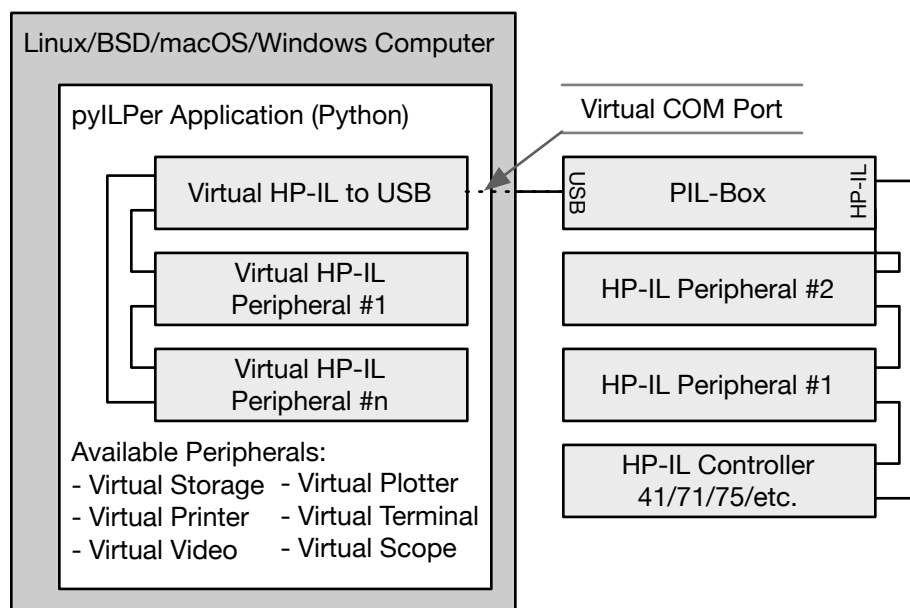 Linux/BSD/macOS/Windows Computer
pyILPer Application (Python)
Virtual COM Port
Virtual HP-IL to USB
USB
PIL-Box
HP-IL
Virtual HP-IL
Peripheral #1
HP-IL Peripheral #2
Virtual HP-IL
Peripheral #n
HP-IL Peripheral #1
HP-IL Controller
41/71/75/etc.
Available Peripherals:
- Virtual Storage
- Virtual Printer
- Virtual Video
- Virtual Plotter
- Virtual Terminal
- Virtual Scope